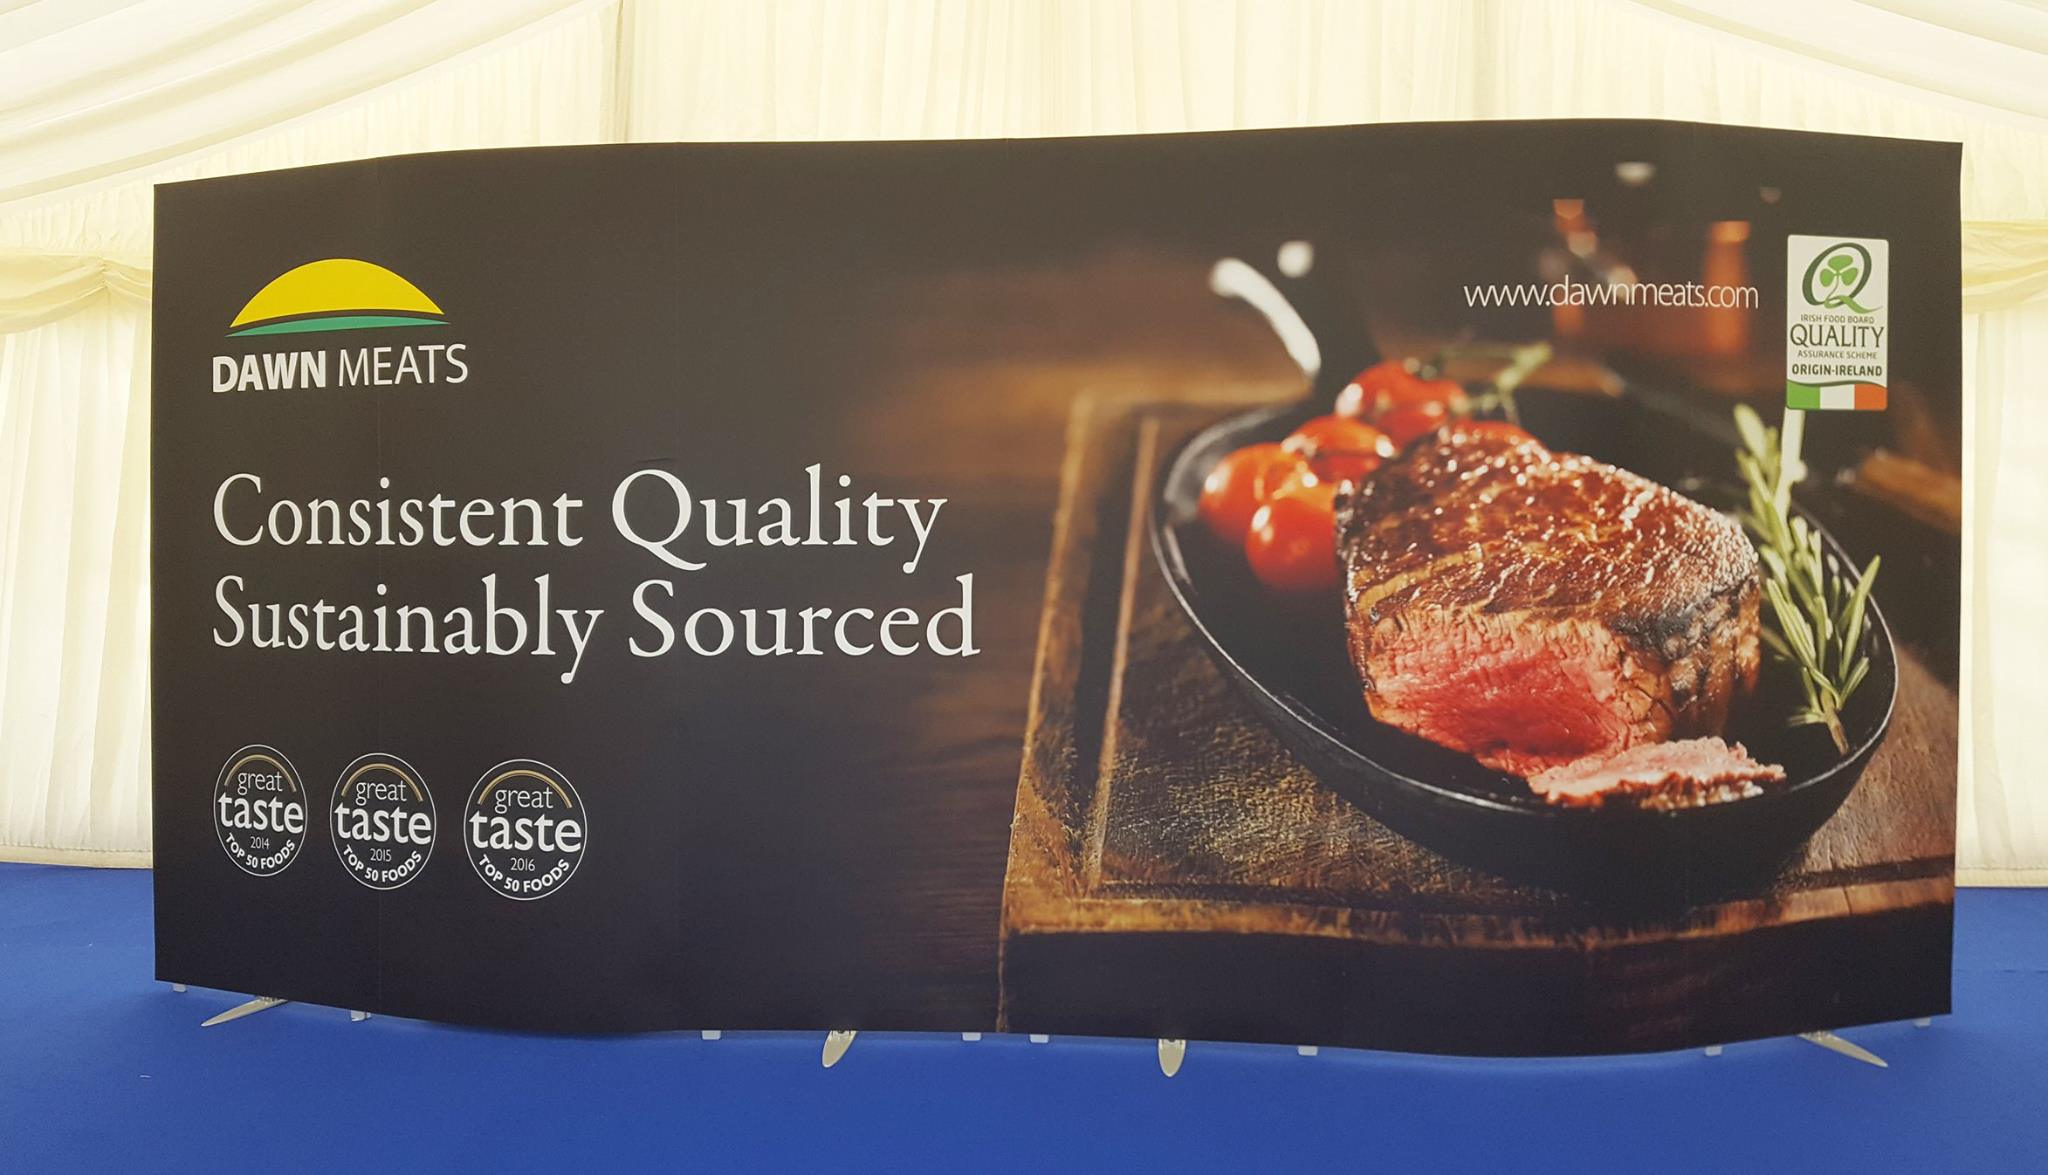 DAWN MEATS
www.dawnmeats.com
IRISH FOOD BOARD
QUALITY
ASSURANCE SCHEME
ORIGIN-IRELAND
Consistent Quality
Sustainably Sourced
great
taste
2014
TOP 50 FOODS
great
taste
2015
TOP 50 FOODS
great
taste
2016
TOP 50 FOODS